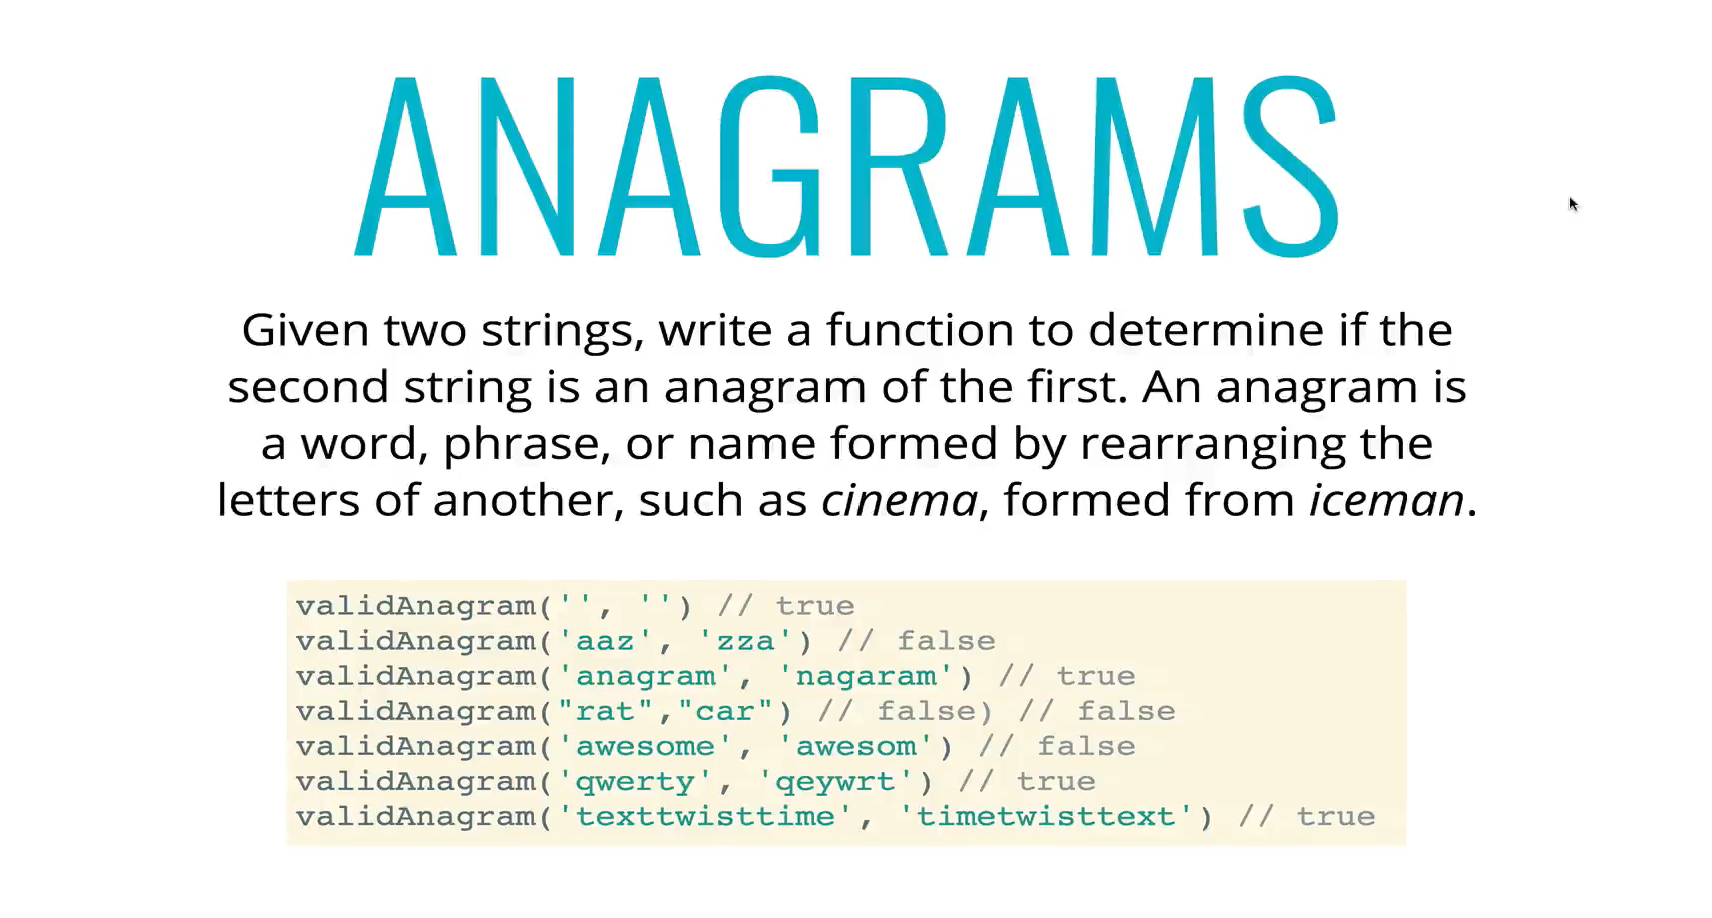 ANAGRAMS
Given two strings, write a function to determine if the
second string is an anagram of the first. An anagram is
a word, phrase, or name formed by rearranging the
letters of another, such as cinema, formed from iceman.
validAnagram('', '') // true
validAnagram('aaz', 'zza') // false
validAnagram('anagram', 'nagaram') // true
validAnagram("rat","car") // false) // false
validAnagram('awesome', 'awesom') // false
validAnagram('qwerty', 'qeywrt') // true
validAnagram('texttwisttime', 'timetwisttext') // true